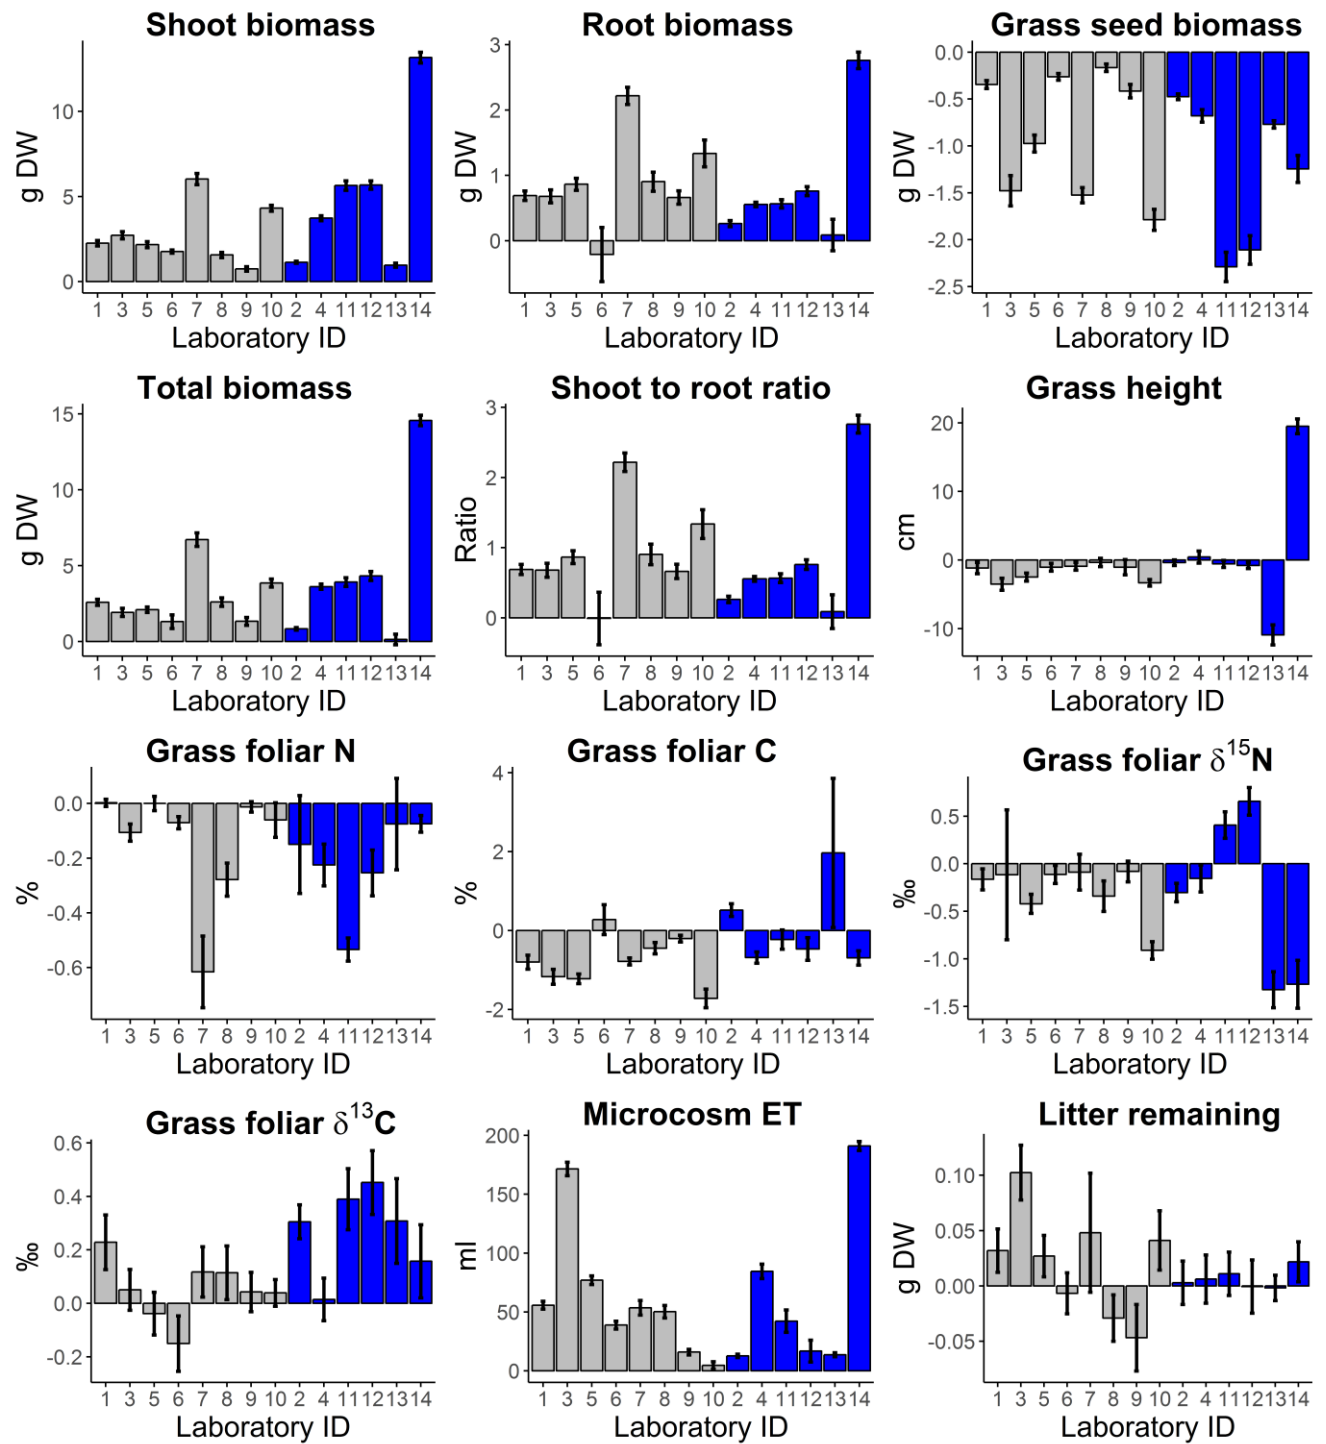 Shoot biomass
g DW
10
5
0
1 3 5 6 7 8 9 10 2 4 11 12 13 14
Laboratory ID
Root biomass
g DW
3
2
1
0
1 3 5 6 7 8 9 10 2 4 11 12 13 14
Laboratory ID
Grass seed biomass
g DW
0.0
-0.5
-1.0
-1.5
-2.0
-2.5
1 3 5 6 7 8 9 10 2 4 11 12 13 14
Laboratory ID
Total biomass
g DW
15
10
5
0
1 3 5 6 7 8 9 10 2 4 11 12 13 14
Laboratory ID
Shoot to root ratio
Ratio
3
2
1
0
1 3 5 6 7 8 9 10 2 4 11 12 13 14
Laboratory ID
Grass height
cm
20
10
0
-10
1 3 5 6 7 8 9 10 2 4 11 12 13 14
Laboratory ID
Grass foliar N
%
0.0
-0.2
-0.4
-0.6
1 3 5 6 7 8 9 10 2 4 11 12 13 14
Laboratory ID
Grass foliar C
%
4
2
0
-2
1 3 5 6 7 8 9 10 2 4 11 12 13 14
Laboratory ID
Grass foliar δ¹⁵N
‰
0.5
0.0
-0.5
-1.0
-1.5
1 3 5 6 7 8 9 10 2 4 11 12 13 14
Laboratory ID
Grass foliar δ¹³C
‰
0.6
0.4
0.2
0.0
-0.2
1 3 5 6 7 8 9 10 2 4 11 12 13 14
Laboratory ID
Microcosm ET
ml
200
150
100
50
0
1 3 5 6 7 8 9 10 2 4 11 12 13 14
Laboratory ID
Litter remaining
g DW
0.10
0.05
0.00
-0.05
1 3 5 6 7 8 9 10 2 4 11 12 13 14
Laboratory ID